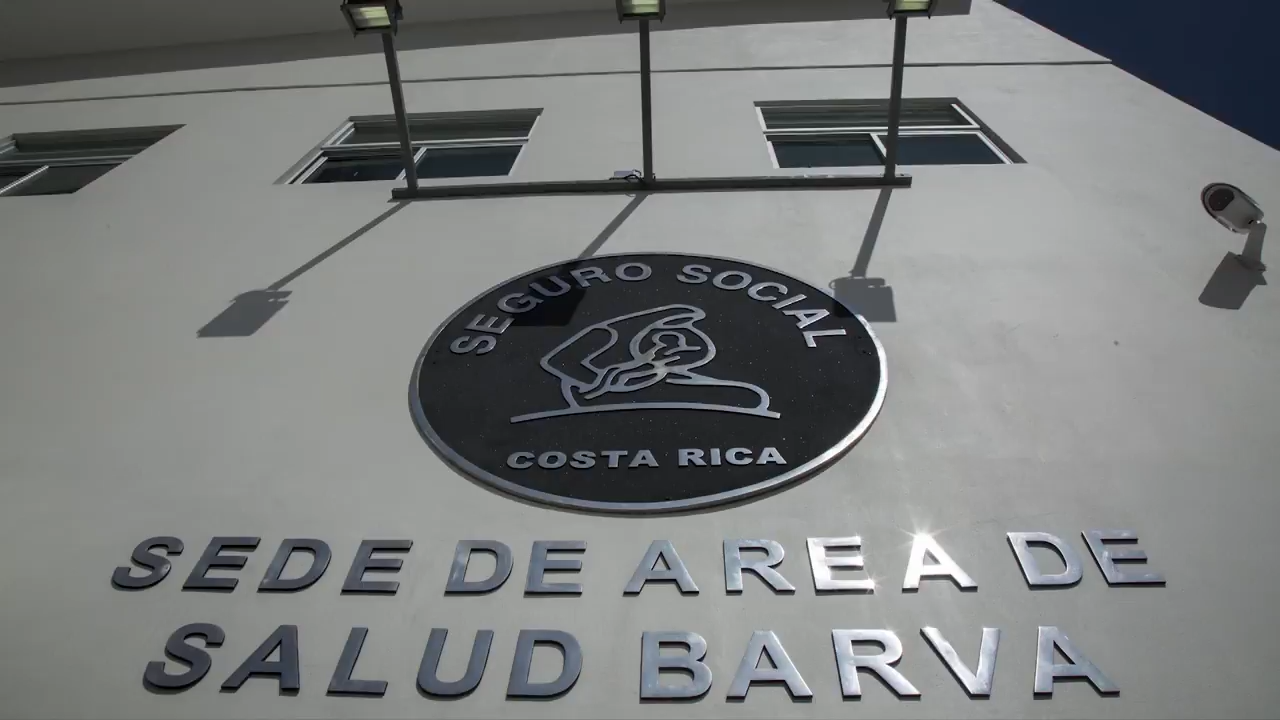 SEGURO SOCIAL
COSTA RICA
SEDE DE AREA DE
SALUD BARVA